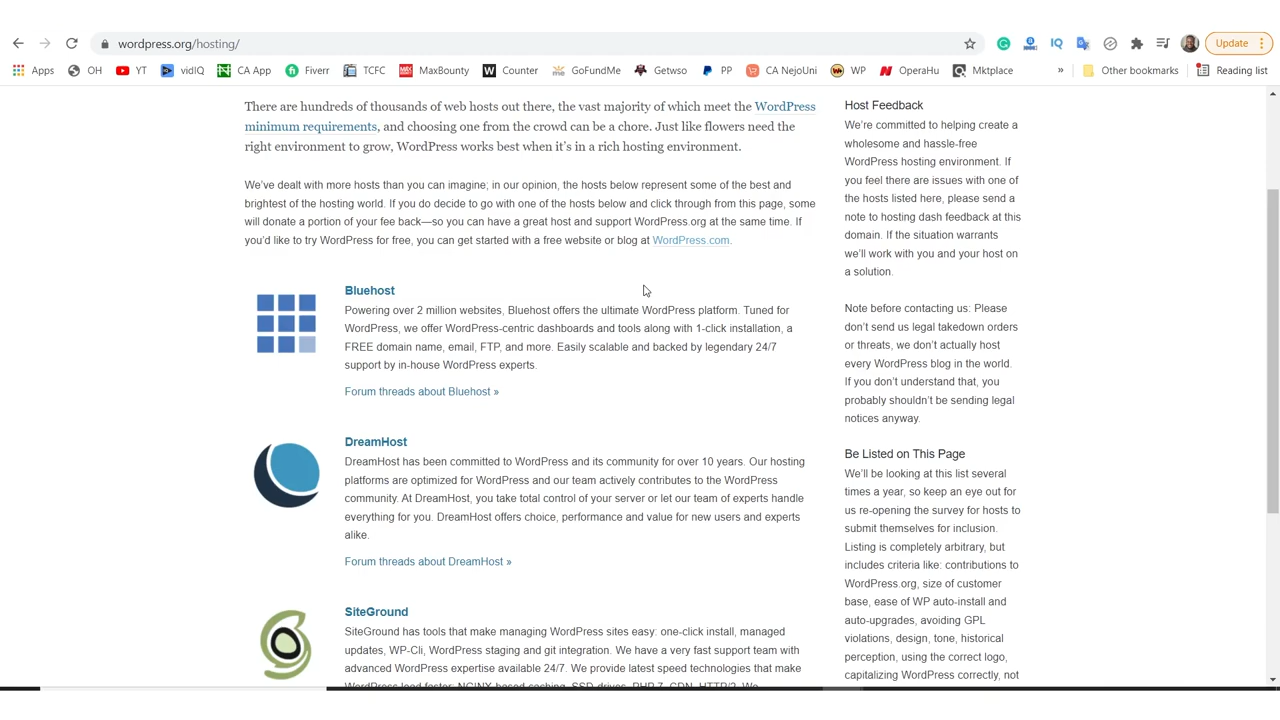 wordpress.org/hosting/
Update
Apps
OH
YT
vidIQ
CA App
Fiverr
TCFC
MaxBounty
Counter
GoFundMe
Getwso
PP
CA NejoUni
WP
OperaHu
Mktplace
»
Other bookmarks
Reading list
There are hundreds of thousands of web hosts out there, the vast majority of which meet the WordPress
minimum requirements, and choosing one from the crowd can be a chore. Just like flowers need the
right environment to grow, WordPress works best when it's in a rich hosting environment.
We've dealt with more hosts than you can imagine; in our opinion, the hosts below represent some of the best and
brightest of the hosting world. If you do decide to go with one of the hosts below and click through from this page, some
will donate a portion of your fee back—so you can have a great host and support WordPress.org at the same time. If
you'd like to try WordPress for free, you can get started with a free website or blog at WordPress.com.
Bluehost
Powering over 2 million websites, Bluehost offers the ultimate WordPress platform. Tuned for
WordPress, we offer WordPress-centric dashboards and tools along with 1-click installation, a
FREE domain name, email, FTP, and more. Easily scalable and backed by legendary 24/7
support by in-house WordPress experts.
Forum threads about Bluehost »
DreamHost
DreamHost has been committed to WordPress and its community for over 10 years. Our hosting
platforms are optimized for WordPress and our team actively contributes to the WordPress
community. At DreamHost, you take total control of your server or let our team of experts handle
everything for you. DreamHost offers choice, performance and value for new users and experts
alike.
Forum threads about DreamHost »
SiteGround
SiteGround has tools that make managing WordPress sites easy: one-click install, managed
updates, WP-Cli, WordPress staging and git integration. We have a very fast support team with
advanced WordPress expertise available 24/7. We provide latest speed technologies that make
WordPress load faster: NGINX-based caching, SSD-drives, PHP 7, CDN, HTTP/2. We
Host Feedback
We're committed to helping create a
wholesome and hassle-free
WordPress hosting environment. If
you feel there are issues with one of
the hosts listed here, please send a
note to hosting dash feedback at this
domain. If the situation warrants
we'll work with you and your host on
a solution.
Note before contacting us: Please
don't send us legal takedown orders
or threats, we don't actually host
every WordPress blog in the world.
If you don't understand that, you
probably shouldn't be sending legal
notices anyway.
Be Listed on This Page
We'll be looking at this list several
times a year, so keep an eye out for
us re-opening the survey for hosts to
submit themselves for inclusion.
Listing is completely arbitrary, but
includes criteria like: contributions to
WordPress.org, size of customer
base, ease of WP auto-install and
auto-upgrades, avoiding GPL
violations, design, tone, historical
perception, using the correct logo,
capitalizing WordPress correctly, not